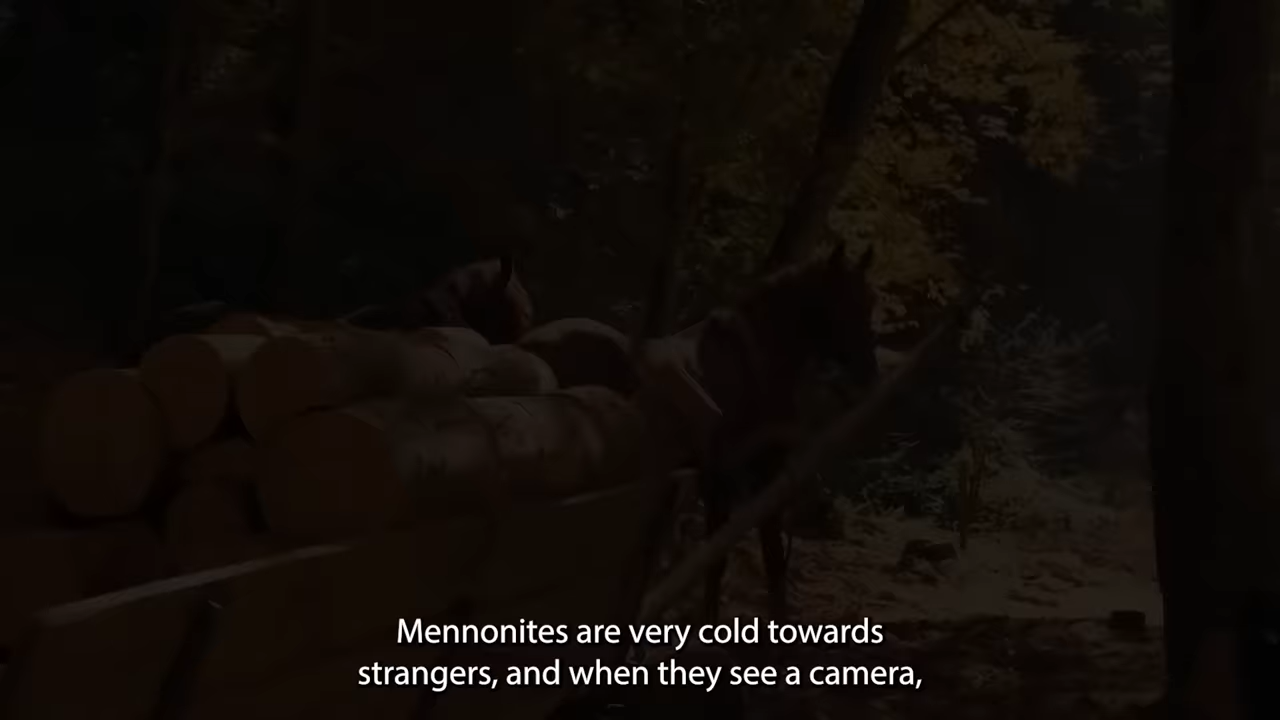 Mennonites are very cold towards
strangers, and when they see a camera,